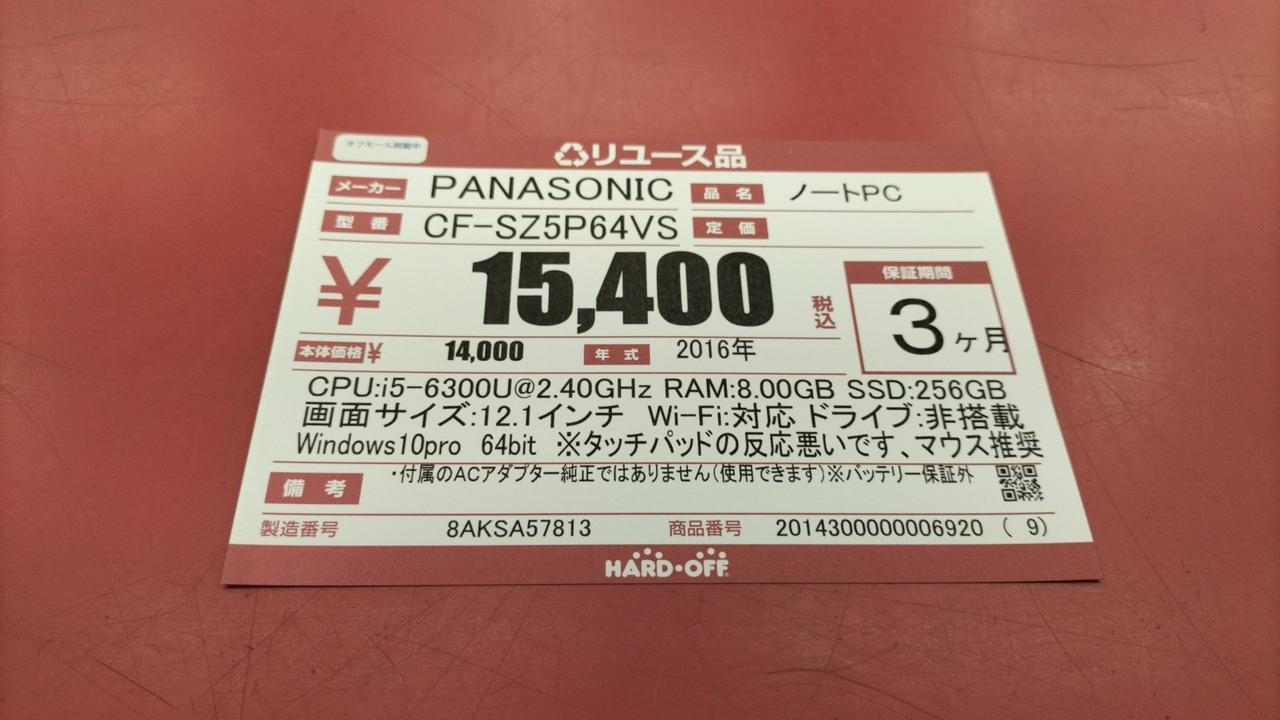 オフモール掲載中
リユース品
メーカー PANASONIC 品名 ノートPC
型番 CF-SZ5P64VS 定価
¥15,400 税込
保証期間
3ヶ月
本体価格¥ 14,000 年式 2016年
CPU:i5-6300U@2.40GHz RAM:8.00GB SSD:256GB
画面サイズ:12.1インチ Wi-Fi:対応 ドライブ:非搭載
Windows10pro 64bit ※タッチパッドの反応悪いです、マウス推奨
備考 ・付属のACアダプター純正ではありません(使用できます)※バッテリー保証外
製造番号 8AKSA57813 商品番号 2014300000006920 ( 9)
HARD・OFF